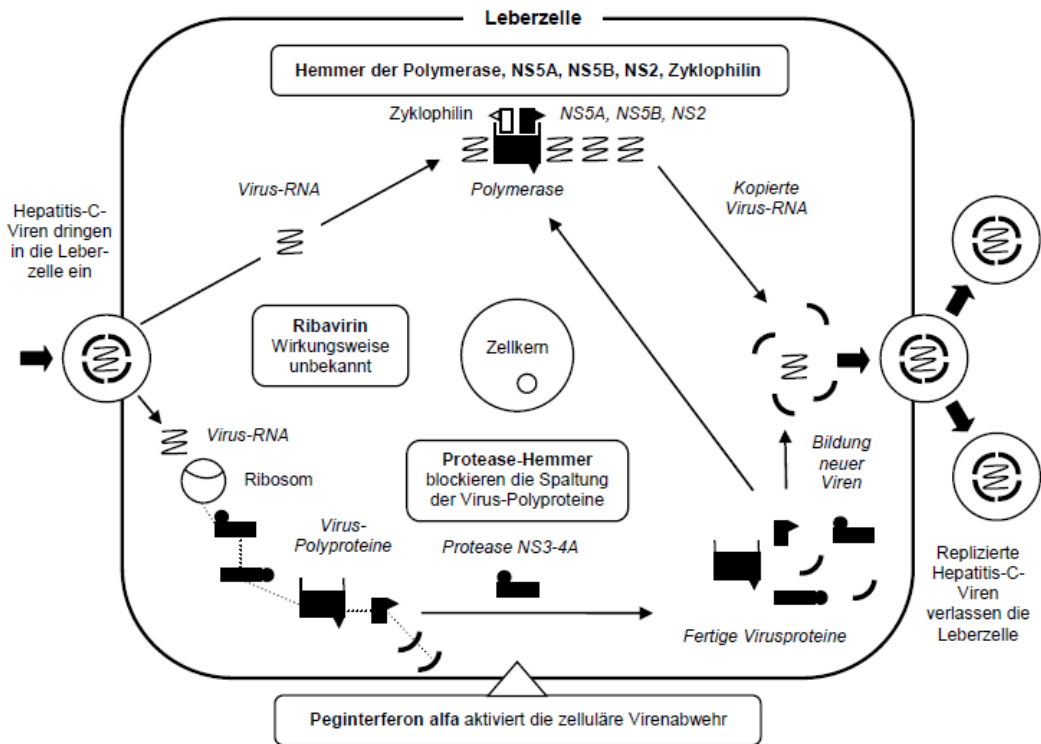 Leberzelle
Hemmer der Polymerase, NS5A, NS5B, NS2, Zyklophilin
Zyklophilin
NS5A, NS5B, NS2
Virus-RNA
Polymerase
Kopierte
Virus-RNA
Hepatitis-C-
Viren dringen
in die Leber-
zelle ein
Ribavirin
Wirkungsweise
unbekannt
Zellkern
Virus-RNA
Ribosom
Protease-Hemmer
blockieren die Spaltung
der Virus-Polyproteine
Bildung
neuer
Viren
Virus-
Polyproteine
Protease NS3-4A
Fertige Virusproteine
Replizierte
Hepatitis-C-
Viren
verlassen die
Leberzelle
Peginterferon alfa aktiviert die zelluläre Virenabwehr